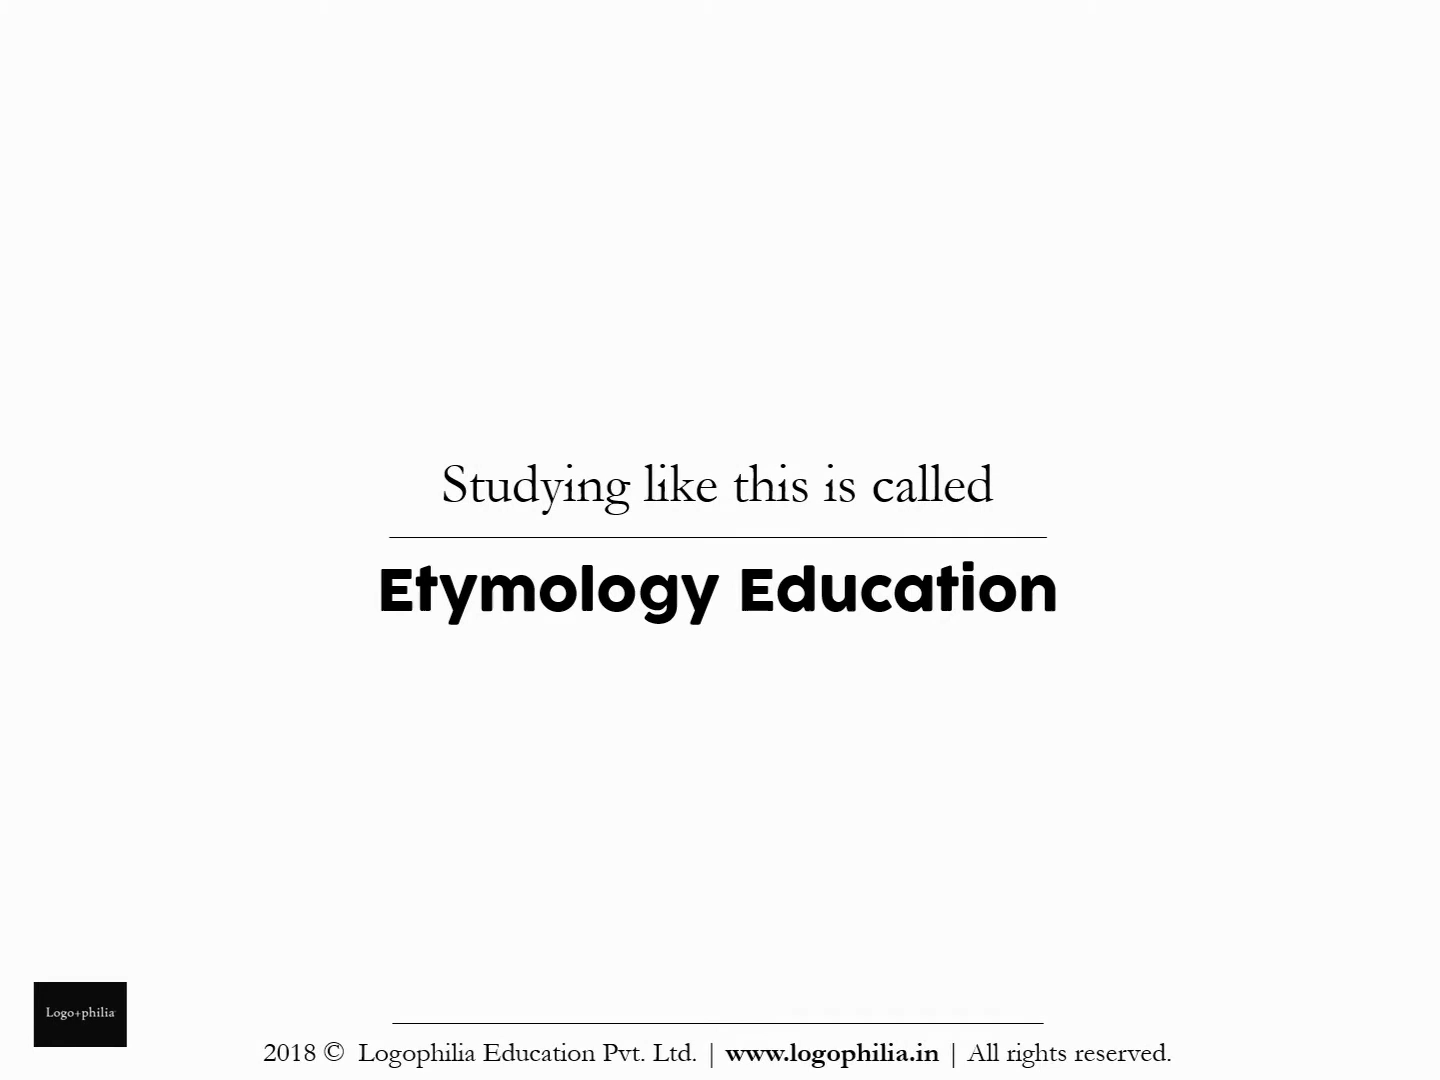 Studying like this is called
Etymology Education
Logo+philia
2018 © Logophilia Education Pvt. Ltd. | www.logophilia.in | All rights reserved.